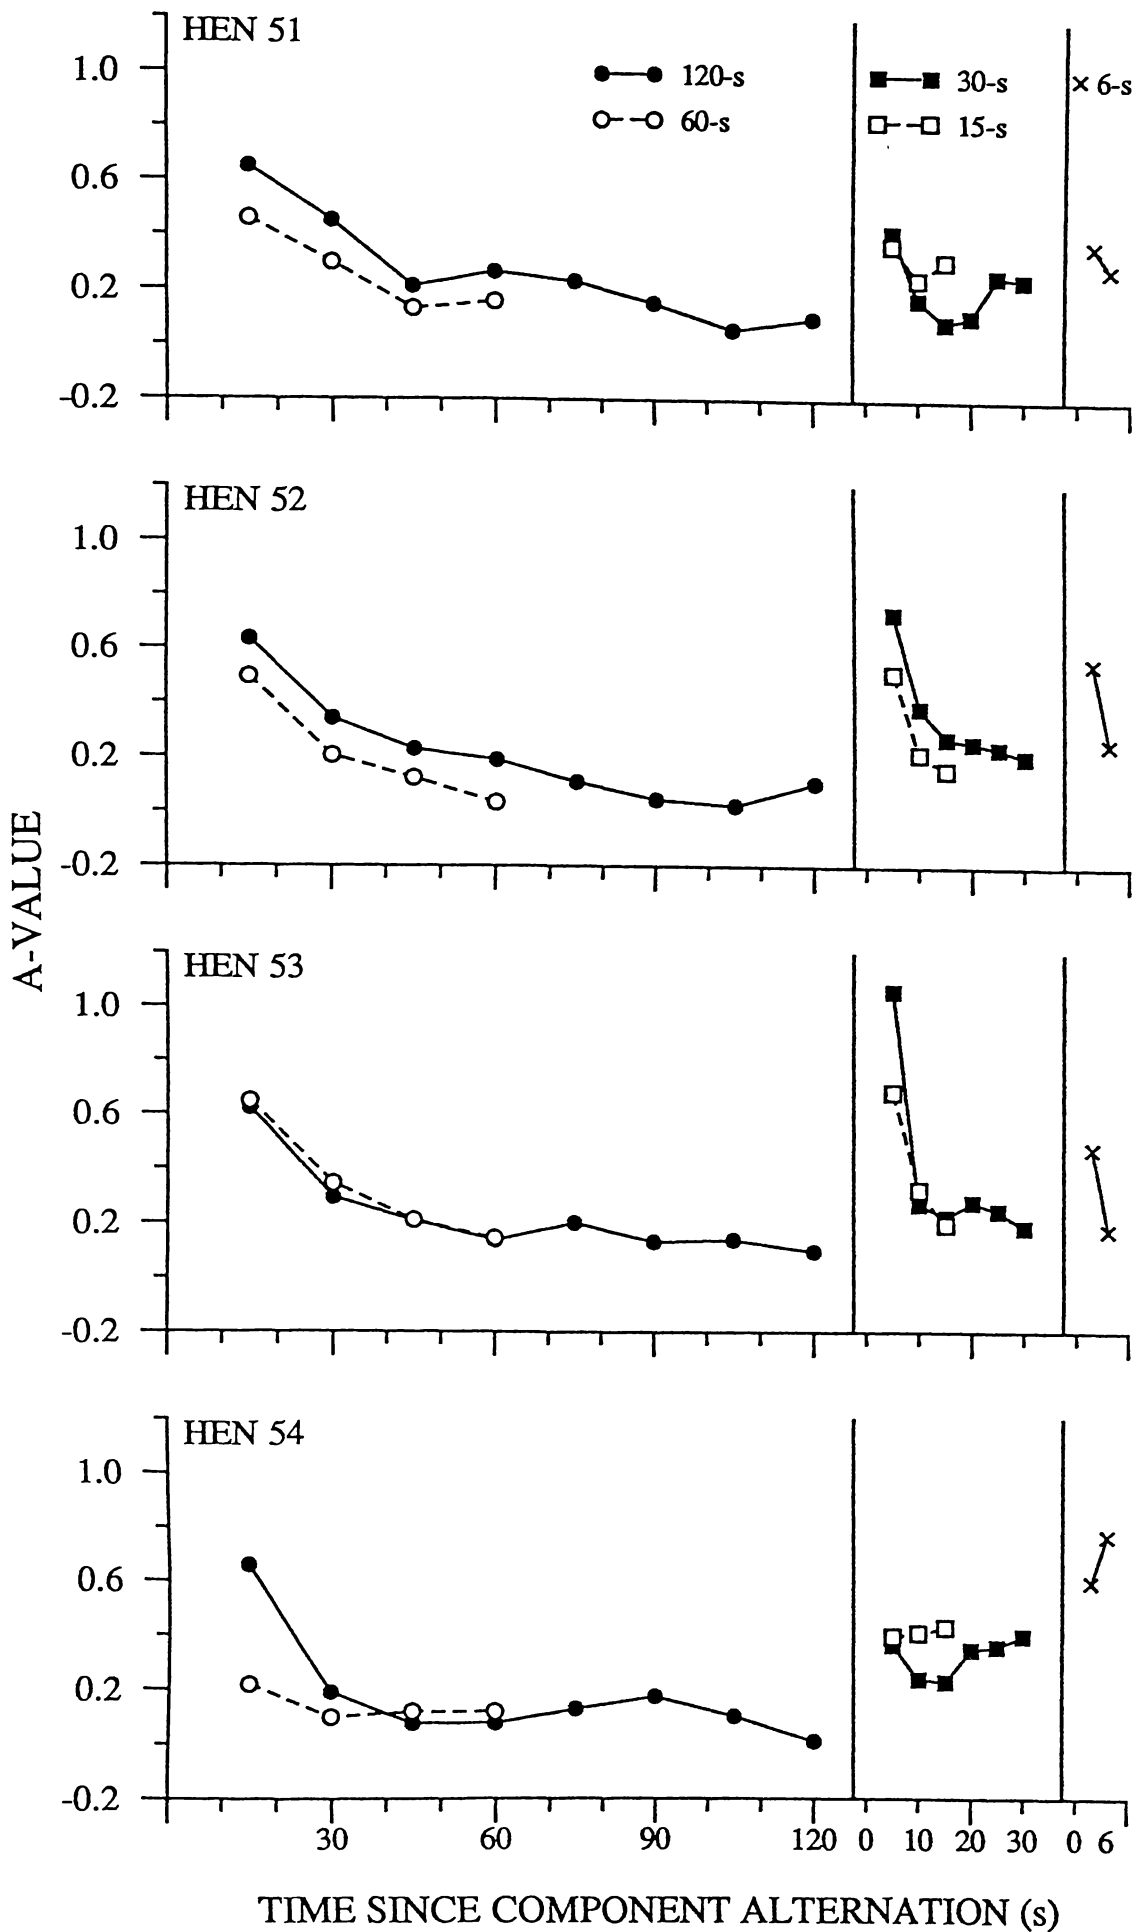 HEN 51
1.0
0.6
0.2
-0.2
120-s
60-s
30-s
15-s
6-s
HEN 52
1.0
0.6
0.2
-0.2
HEN 53
1.0
0.6
0.2
-0.2
HEN 54
1.0
0.6
0.2
-0.2
A-VALUE
30 60 90 120 0 10 20 30 0 6
TIME SINCE COMPONENT ALTERNATION (s)